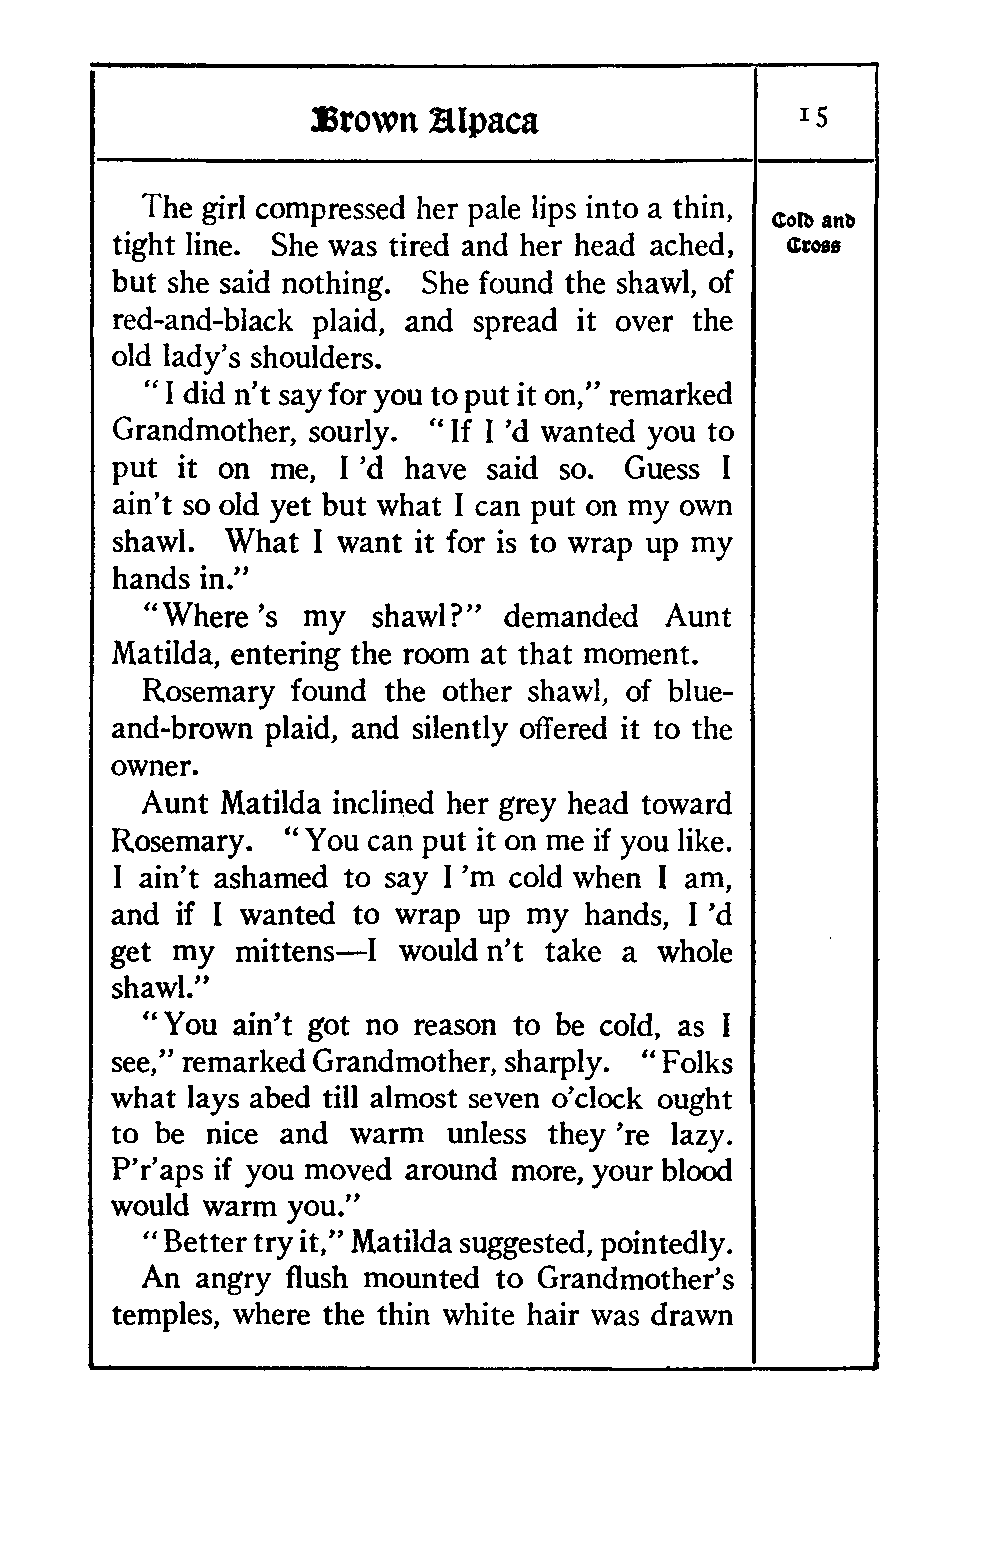 Brown Alpaca
15
Cold and
Cross
The girl compressed her pale lips into a thin,
tight line. She was tired and her head ached,
but she said nothing. She found the shawl, of
red-and-black plaid, and spread it over the
old lady's shoulders.
"I did n't say for you to put it on," remarked
Grandmother, sourly. "If I 'd wanted you to
put it on me, I 'd have said so. Guess I
ain't so old yet but what I can put on my own
shawl. What I want it for is to wrap up my
hands in."
"Where 's my shawl?" demanded Aunt
Matilda, entering the room at that moment.
Rosemary found the other shawl, of blue-
and-brown plaid, and silently offered it to the
owner.
Aunt Matilda inclined her grey head toward
Rosemary. "You can put it on me if you like.
I ain't ashamed to say I 'm cold when I am,
and if I wanted to wrap up my hands, I 'd
get my mittens—I would n't take a whole
shawl."
"You ain't got no reason to be cold, as I
see," remarked Grandmother, sharply. "Folks
what lays abed till almost seven o'clock ought
to be nice and warm unless they 're lazy.
P'r'aps if you moved around more, your blood
would warm you."
"Better try it," Matilda suggested, pointedly.
An angry flush mounted to Grandmother's
temples, where the thin white hair was drawn